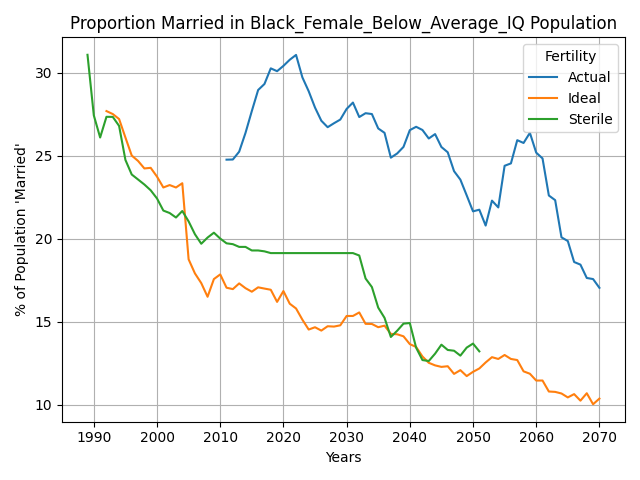 Proportion Married in Black_Female_Below_Average_IQ Population
% of Population 'Married'
30
25
20
15
10
Fertility
Actual
Ideal
Sterile
1990 2000 2010 2020 2030 2040 2050 2060 2070
Years